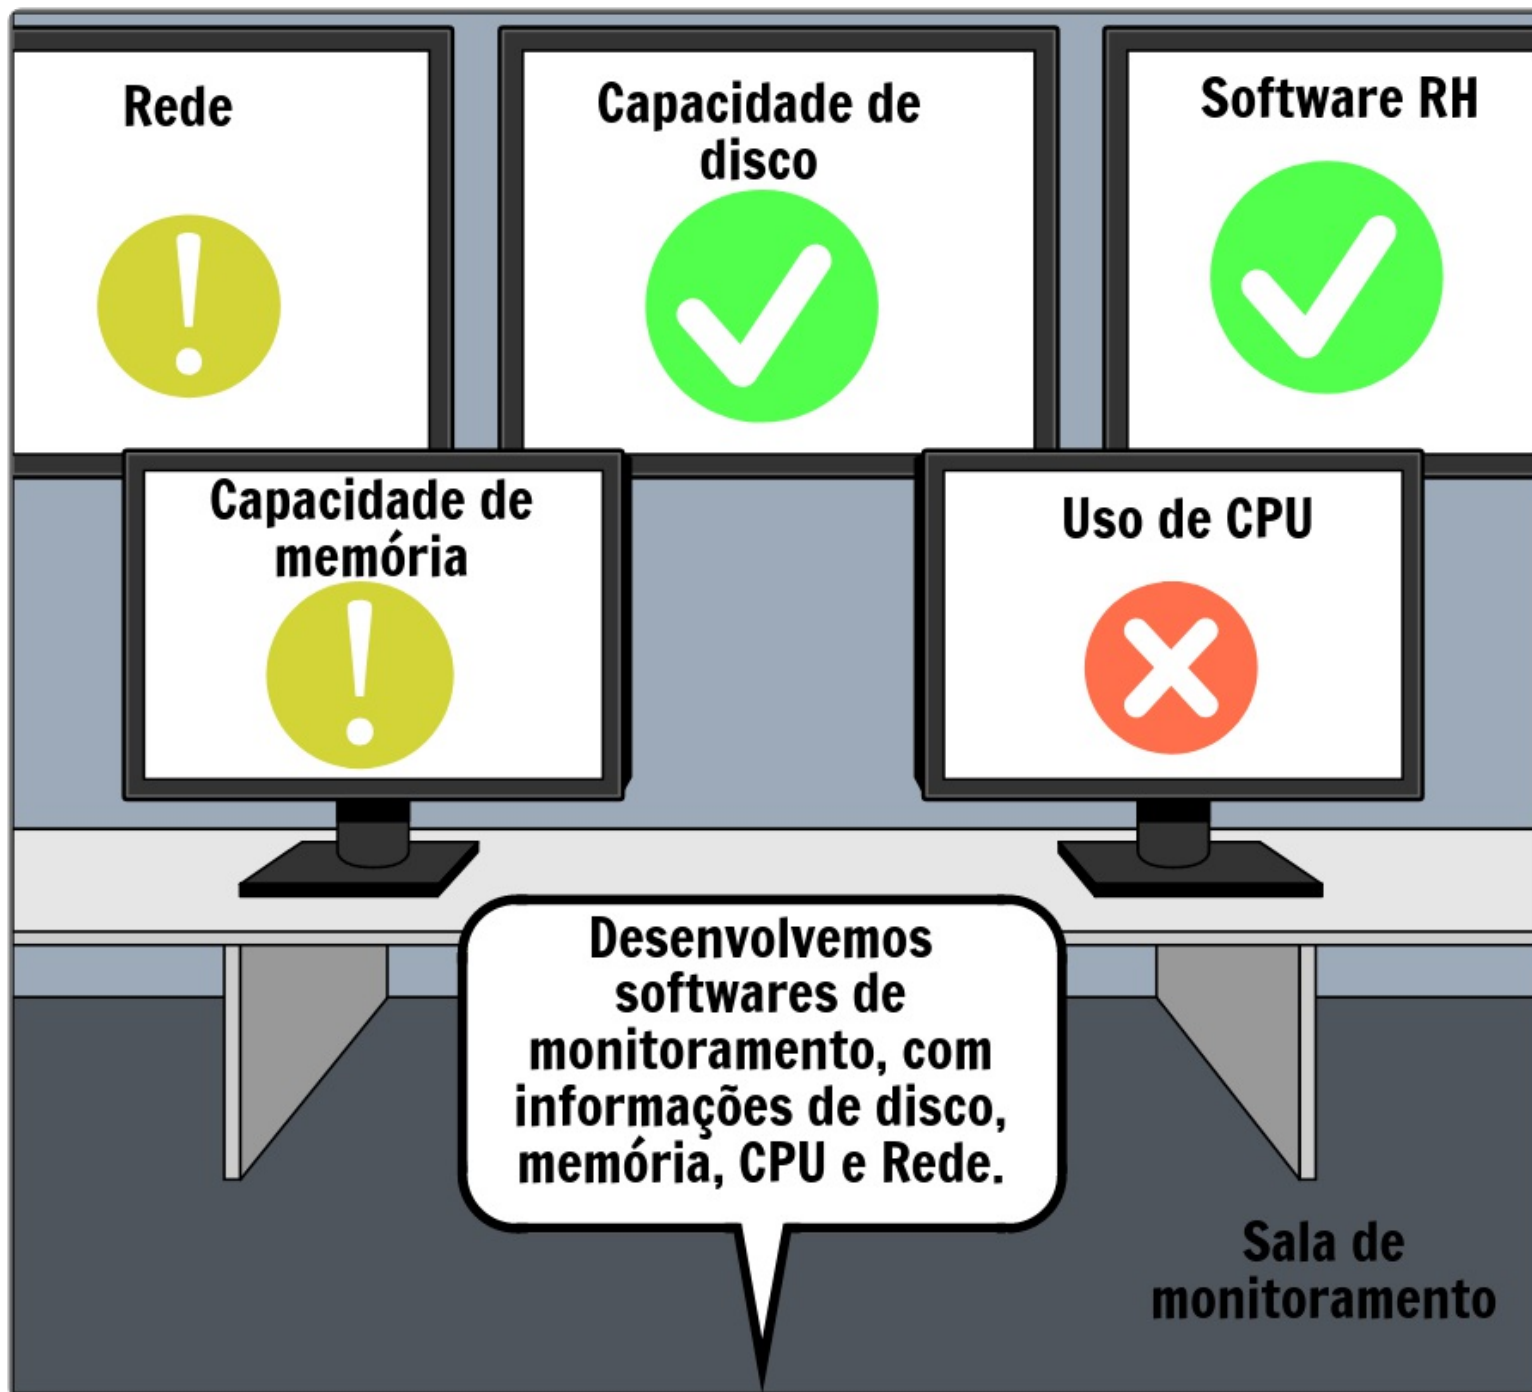 Rede
Capacidade de
disco
Software RH
Capacidade de
memória
Uso de CPU
Desenvolvemos
softwares de
monitoramento, com
informações de disco,
memória, CPU e Rede.
Sala de
monitoramento